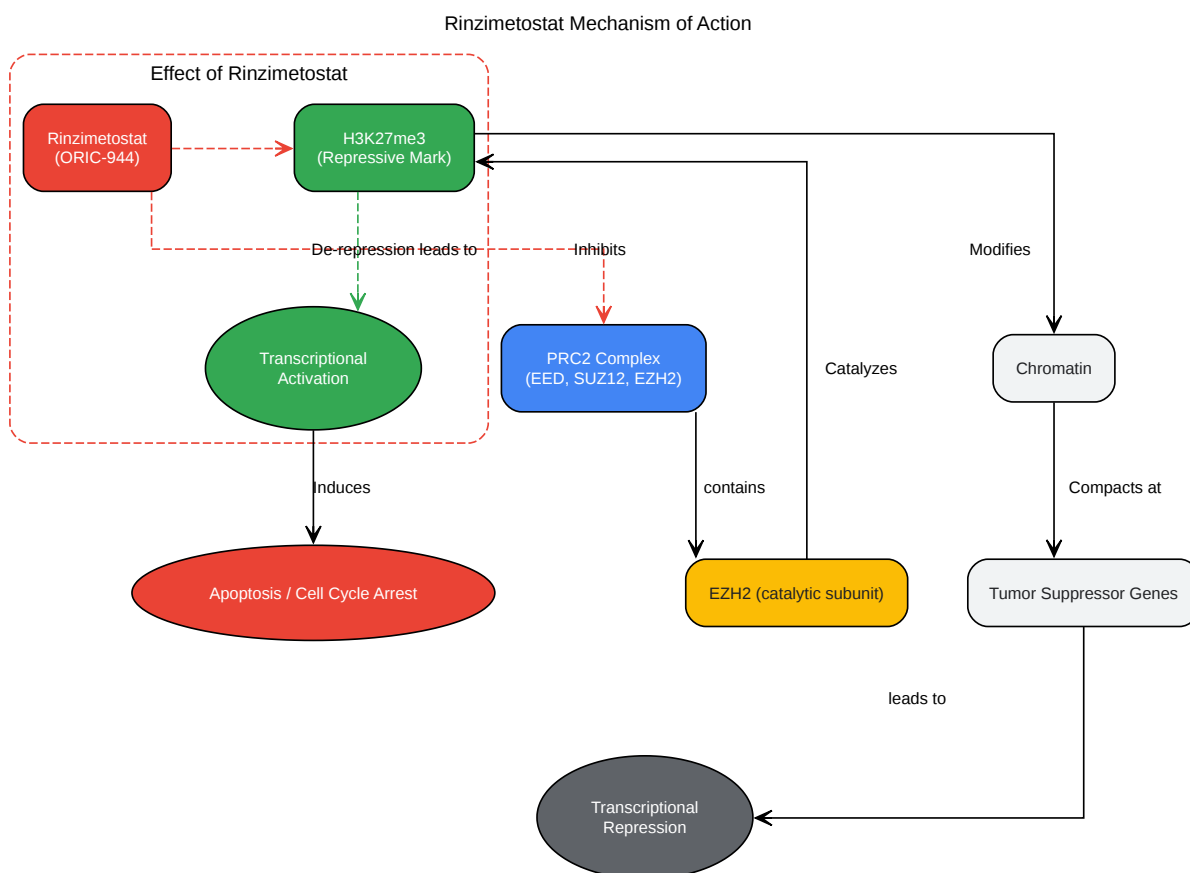 Rinzimetostat Mechanism of Action
Effect of Rinzimetostat
Rinzimetostat
(ORIC-944)
H3K27me3
(Repressive Mark)
De-repression leads to
Inhibits
Modifies
Transcriptional
Activation
PRC2 Complex
(EED, SUZ12, EZH2)
Catalyzes
Chromatin
Induces
contains
Compacts at
Apoptosis / Cell Cycle Arrest
EZH2 (catalytic subunit)
Tumor Suppressor Genes
leads to
Transcriptional
Repression